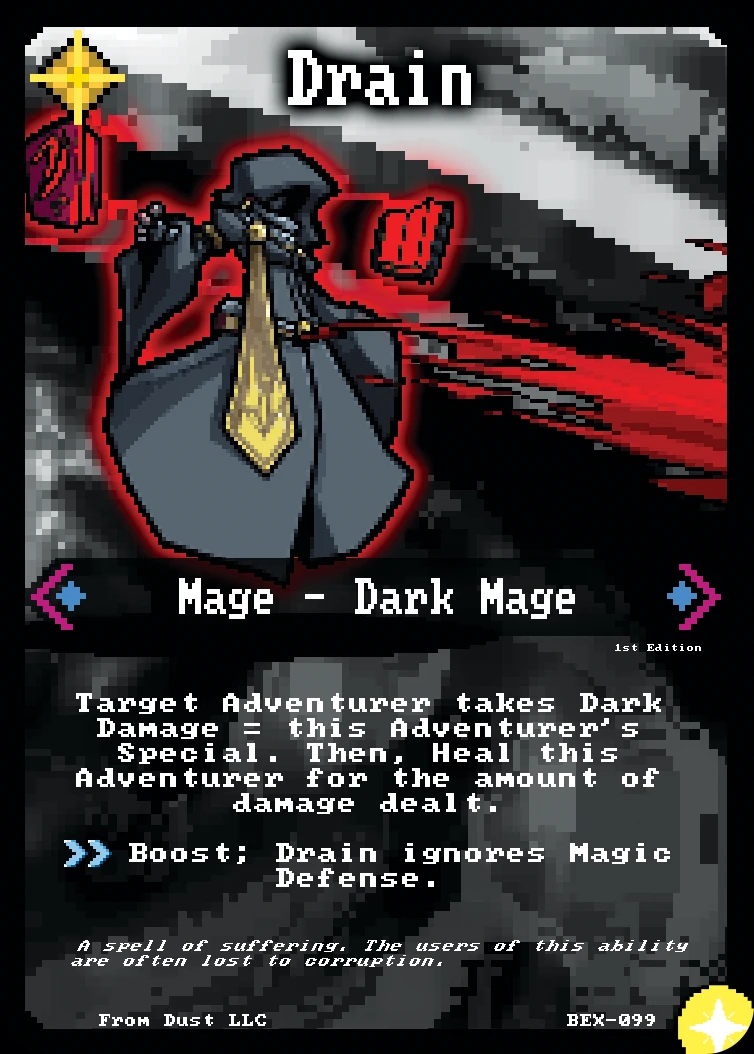 Drain
Mage - Dark Mage
1st Edition
Target Adventurer takes Dark
Damage = this Adventurer's
Special. Then, Heal this
Adventurer for the amount of
damage dealt.
Boost; Drain ignores Magic
Defense.
A spell of suffering. The users of this ability
are often lost to corruption.
From Dust LLC
BEX-099